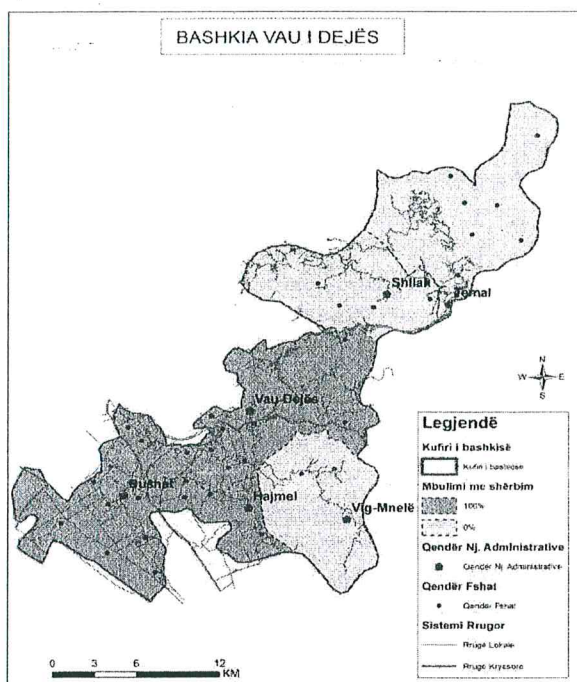 BASHKIA VAU I DEJËS
Shllak
Temal
Vau-Dejës
Bushat
Hajmel
Vig-Mnelë
N
W E
S
Legjendë
Kufiri i bashkisë
Kufiri i bashkisë
Mbulimi me shërbim
100%
0%
Qendër Nj. Administrative
Qendër Nj. Administrative
Qendër Fshat
Qendër Fshat
Sistemi Rrugor
Rrugë Lokale
Rrugë Kryesore
0 3 6 12
KM